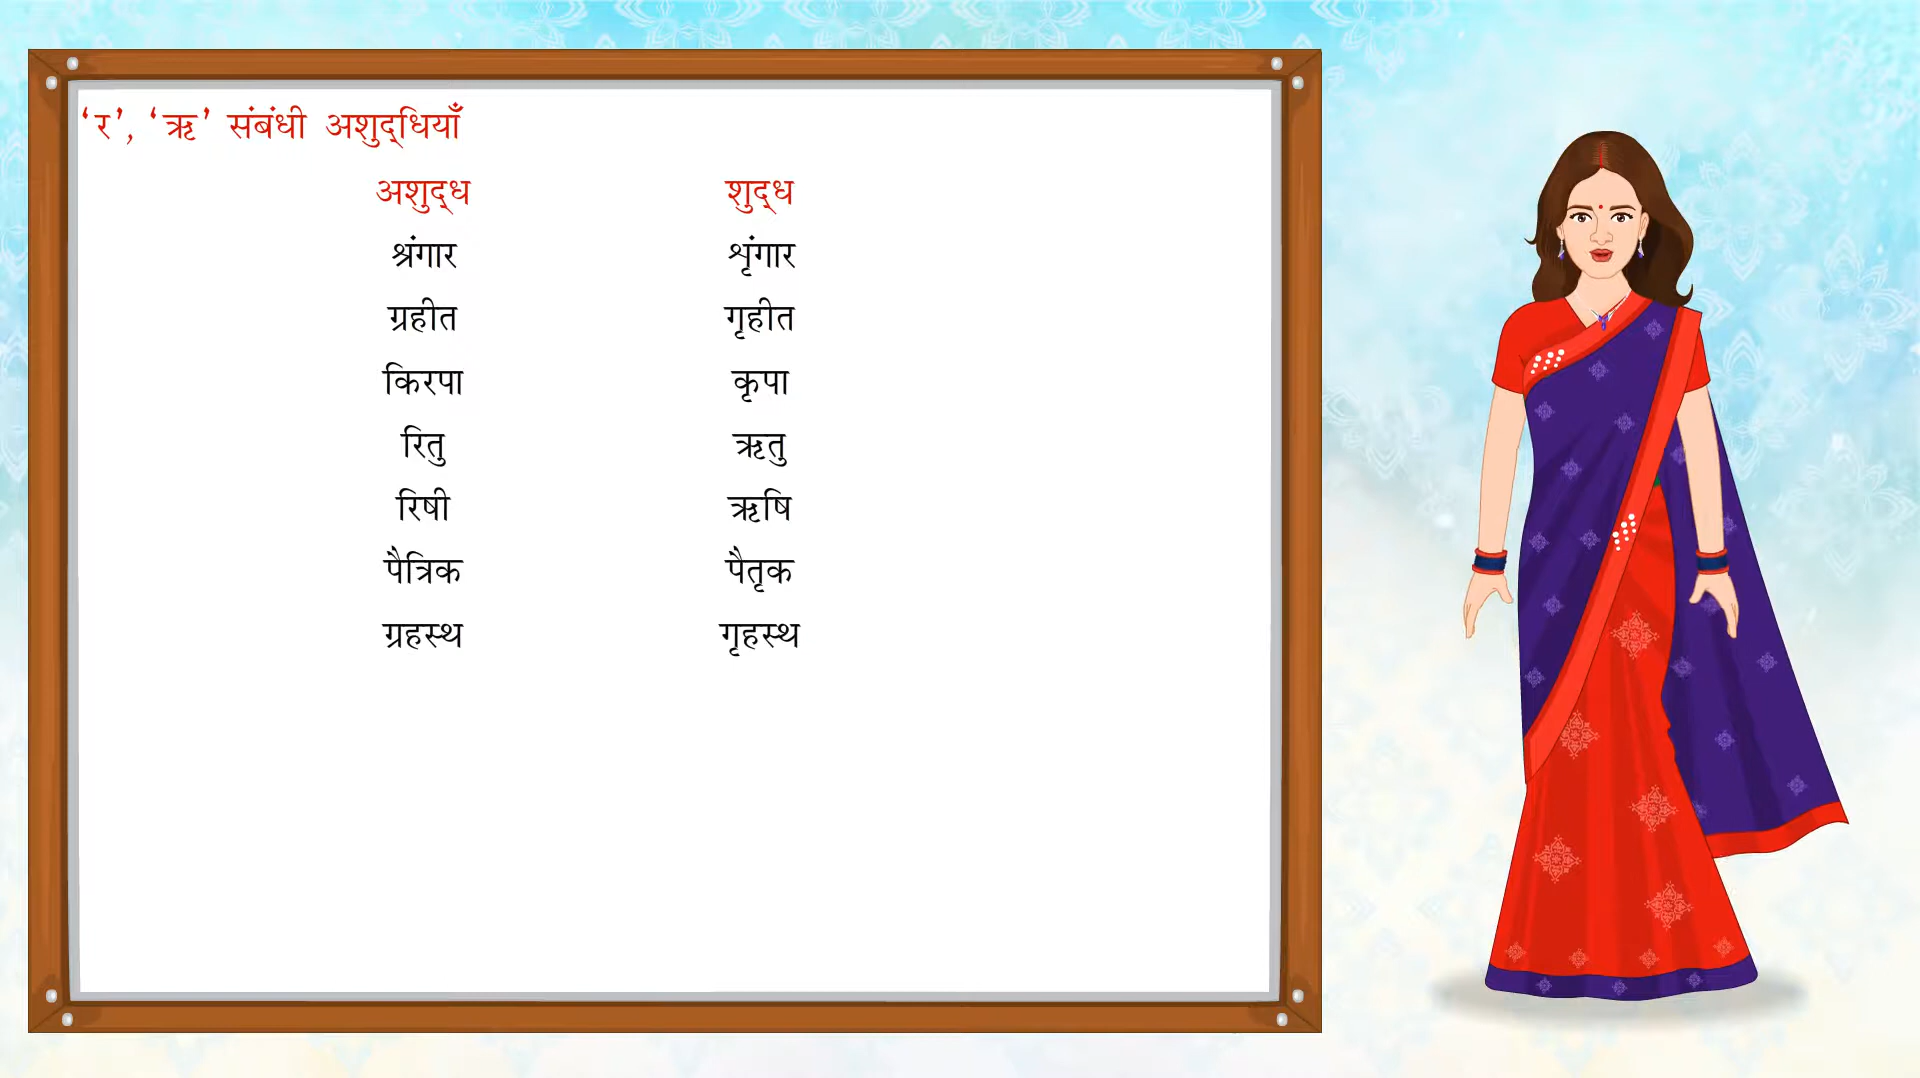 ‘र’, ‘ऋ’ संबंधी अशुद्धियाँ
अशुद्ध शुद्ध
श्रंगार शृंगार
ग्रहीत गृहीत
किरपा कृपा
रितु ऋतु
रिषी ऋषि
पैत्रिक पैतृक
ग्रहस्थ गृहस्थ